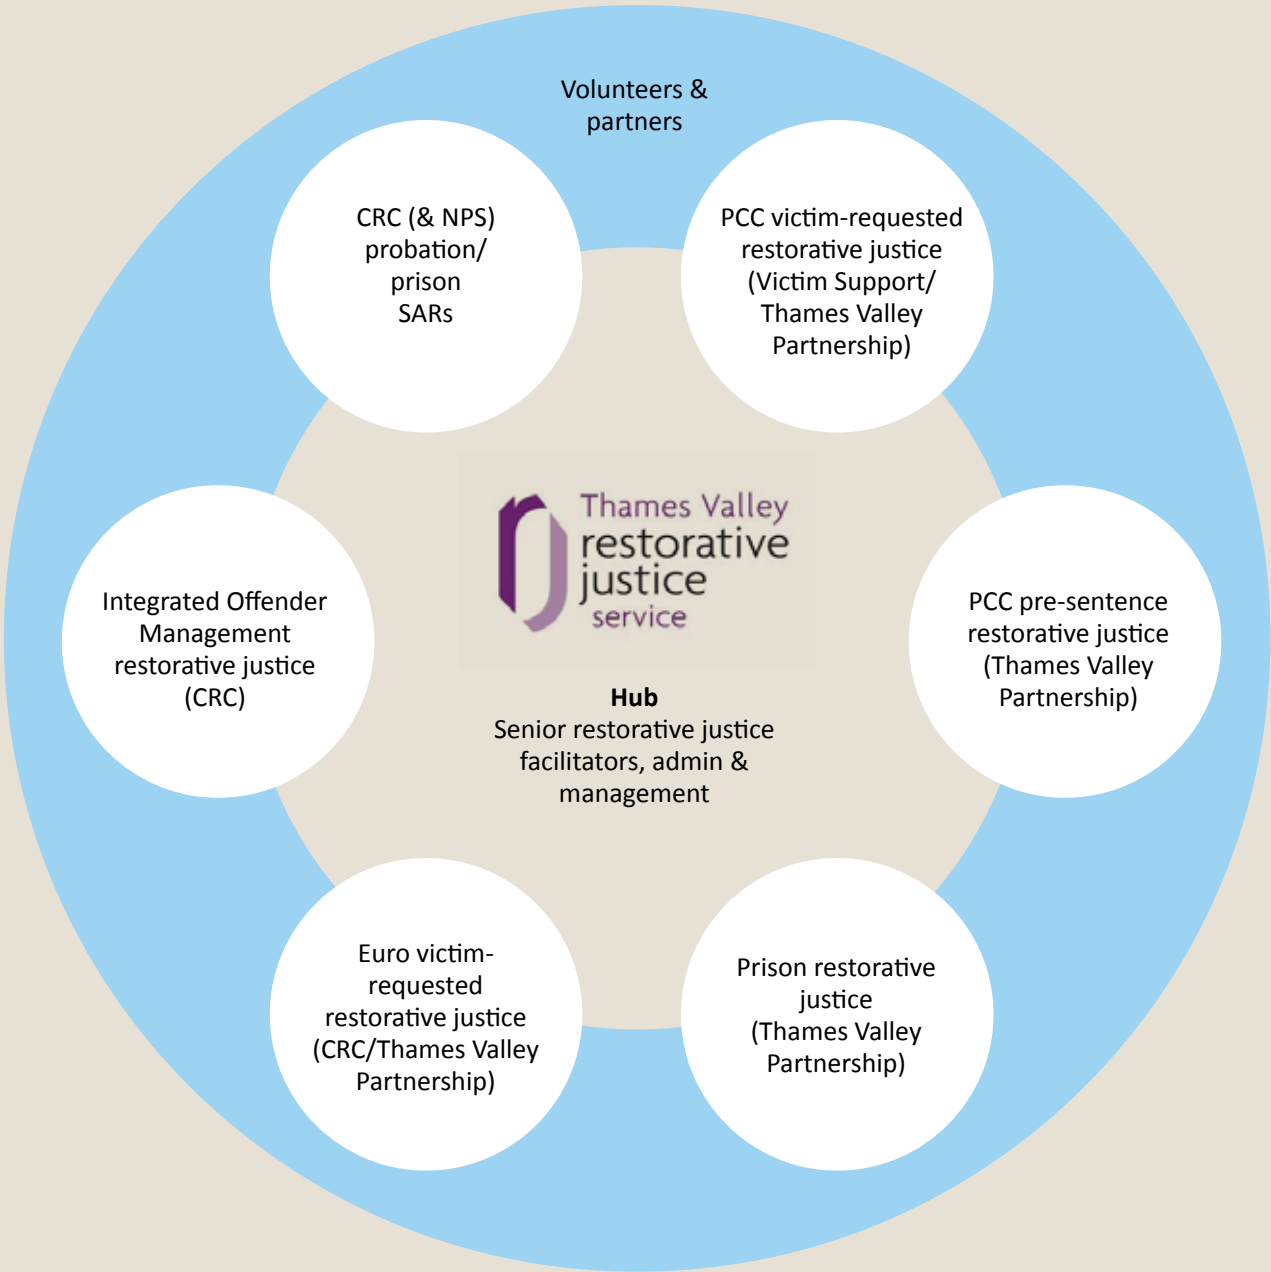 Volunteers &
partners
CRC (& NPS)
probation/
prison
SARs
PCC victim-requested
restorative justice
(Victim Support/
Thames Valley
Partnership)
Thames Valley
restorative
justice
service
Integrated Offender
Management
restorative justice
(CRC)
PCC pre-sentence
restorative justice
(Thames Valley
Partnership)
Hub
Senior restorative justice
facilitators, admin &
management
Euro victim-
requested
restorative justice
(CRC/Thames Valley
Partnership)
Prison restorative
justice
(Thames Valley
Partnership)